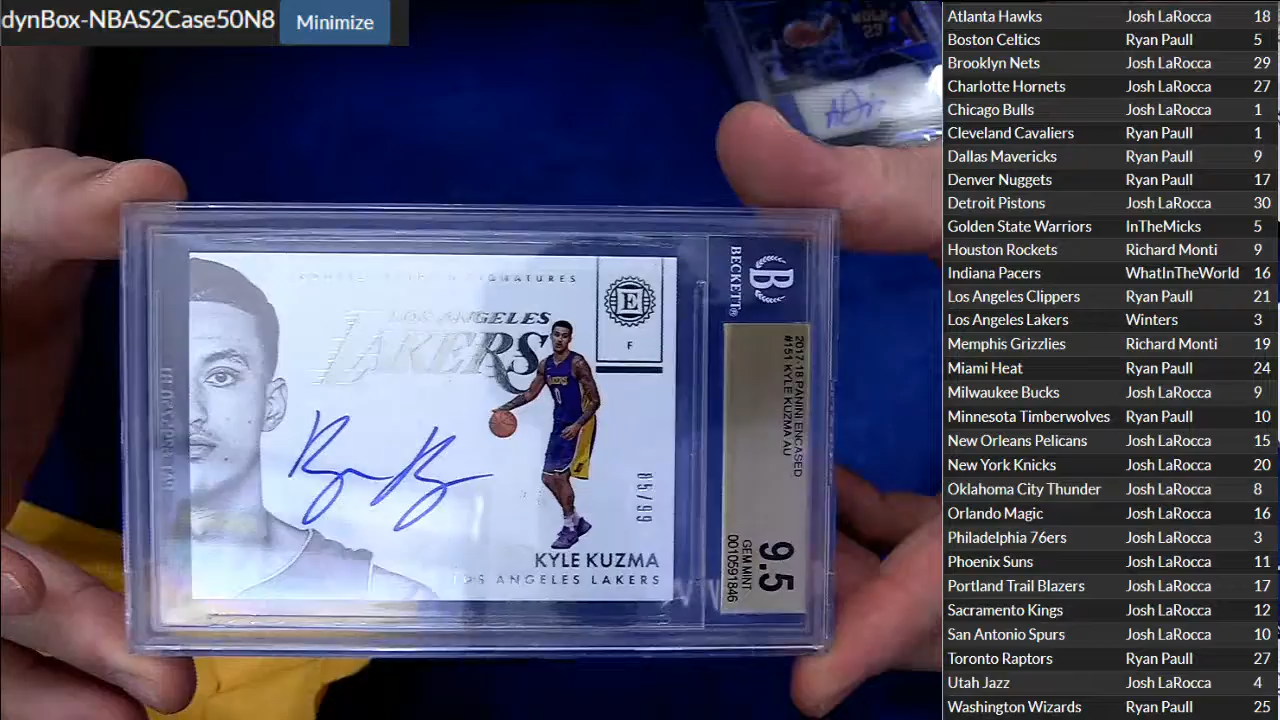 dynBox-NBAS2Case50N8
Minimize
LOS ANGELES
LAKERS
E
F
85/99
KYLE KUZMA
LOS ANGELES LAKERS
B
BECKETT
2017-18 PANINI ENCASED
#151 KYLE KUZMA AU
9.5
GEM MINT
0010591846
Atlanta Hawks Josh LaRocca 18
Boston Celtics Ryan Paull 5
Brooklyn Nets Josh LaRocca 29
Charlotte Hornets Josh LaRocca 27
Chicago Bulls Josh LaRocca 1
Cleveland Cavaliers Ryan Paull 1
Dallas Mavericks Ryan Paull 9
Denver Nuggets Ryan Paull 17
Detroit Pistons Josh LaRocca 30
Golden State Warriors InTheMicks 5
Houston Rockets Richard Monti 9
Indiana Pacers WhatInTheWorld 16
Los Angeles Clippers Ryan Paull 21
Los Angeles Lakers Winters 3
Memphis Grizzlies Richard Monti 19
Miami Heat Ryan Paull 24
Milwaukee Bucks Josh LaRocca 9
Minnesota Timberwolves Ryan Paull 10
New Orleans Pelicans Josh LaRocca 15
New York Knicks Josh LaRocca 20
Oklahoma City Thunder Josh LaRocca 8
Orlando Magic Josh LaRocca 16
Philadelphia 76ers Josh LaRocca 3
Phoenix Suns Josh LaRocca 11
Portland Trail Blazers Josh LaRocca 17
Sacramento Kings Josh LaRocca 12
San Antonio Spurs Josh LaRocca 10
Toronto Raptors Ryan Paull 27
Utah Jazz Josh LaRocca 4
Washington Wizards Ryan Paull 25